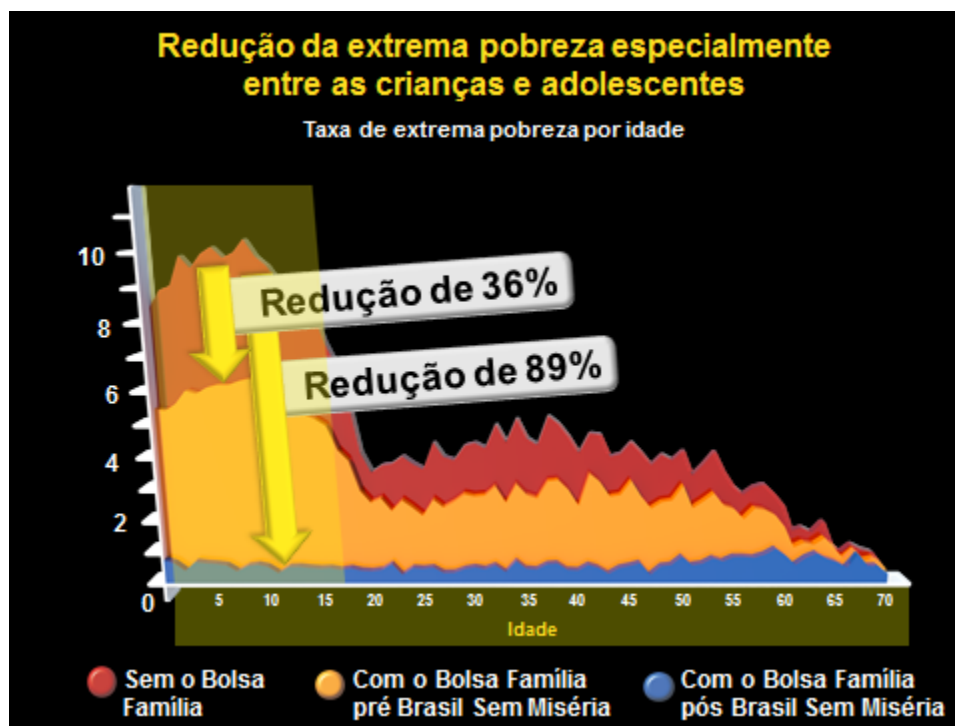 Redução da extrema pobreza especialmente
entre as crianças e adolescentes
Taxa de extrema pobreza por idade
10
8
6
4
2
0
Redução de 36%
Redução de 89%
5 10 15 20 25 30 35 40 45 50 55 60 65 70
Idade
Sem o Bolsa
Família
Com o Bolsa Família
pré Brasil Sem Miséria
Com o Bolsa Família
pós Brasil Sem Miséria